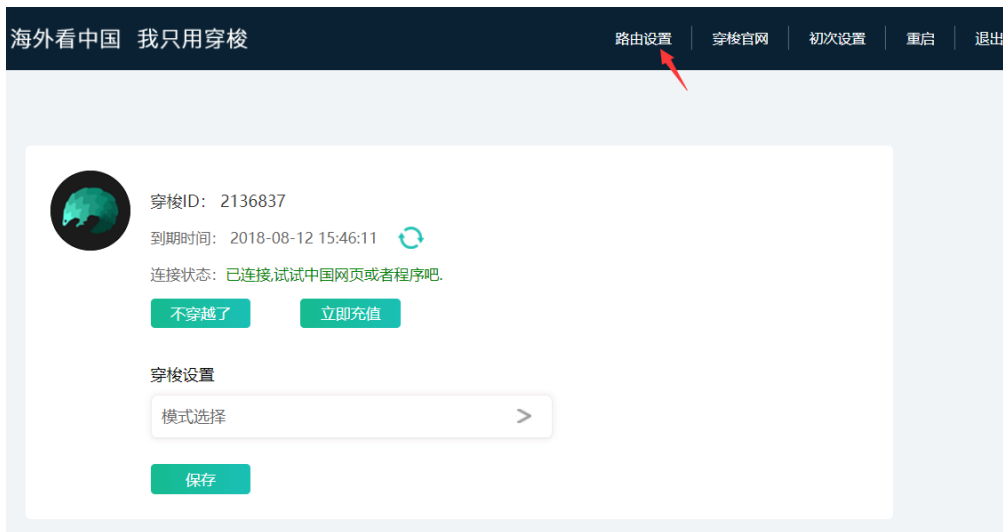 海外看中国 我只用穿梭
路由设置 穿梭官网 初次设置 重启 退出
穿梭ID： 2136837
到期时间： 2018-08-12 15:46:11
连接状态：已连接,试试中国网页或者程序吧.
不穿越了 立即充值
穿梭设置
模式选择 >
保存